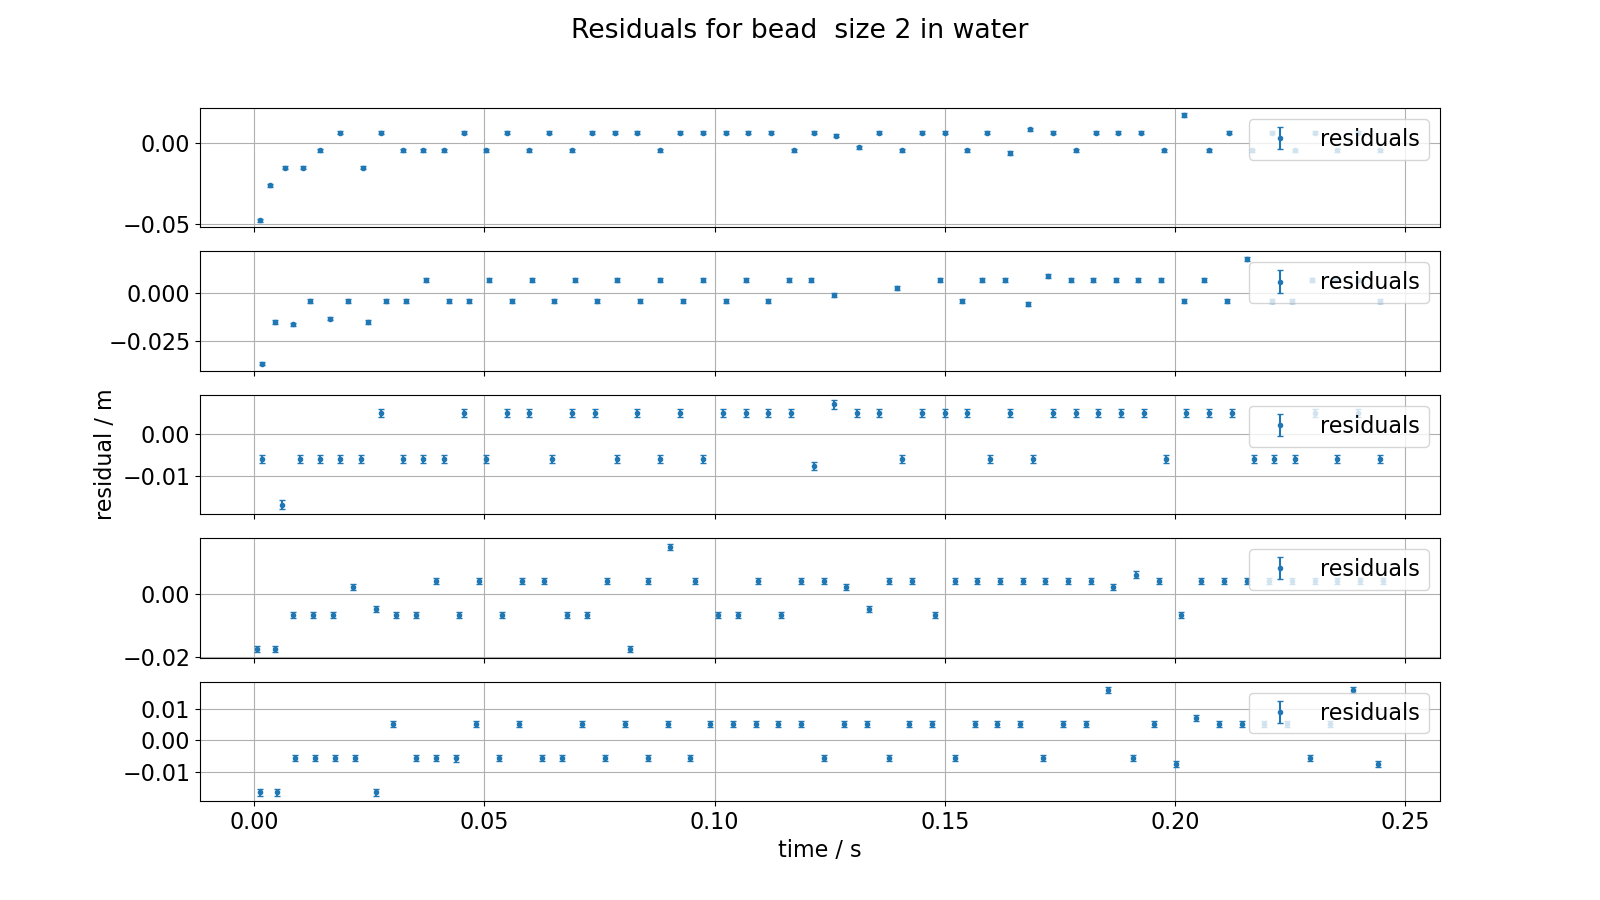 Residuals for bead  size 2 in water
0.00
−0.05
residuals
0.000
−0.025
residuals
0.00
−0.01
residuals
0.00
−0.02
residuals
0.01
0.00
−0.01
residuals
residual / m
0.00 0.05 0.10 0.15 0.20 0.25
time / s